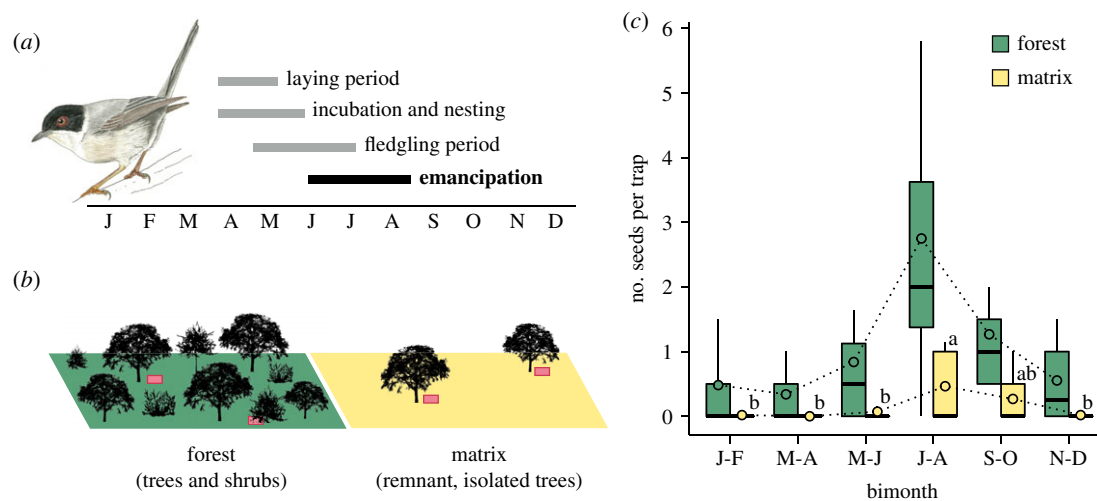 (a)
laying period
incubation and nesting
fledgling period
emancipation
J F M A M J J A S O N D
(b)
forest
(trees and shrubs)
matrix
(remnant, isolated trees)
(c)
no. seeds per trap
6
5
4
3
2
1
0
forest
matrix
b
b
b
a
ab
b
J-F M-A M-J J-A S-O N-D
bimonth